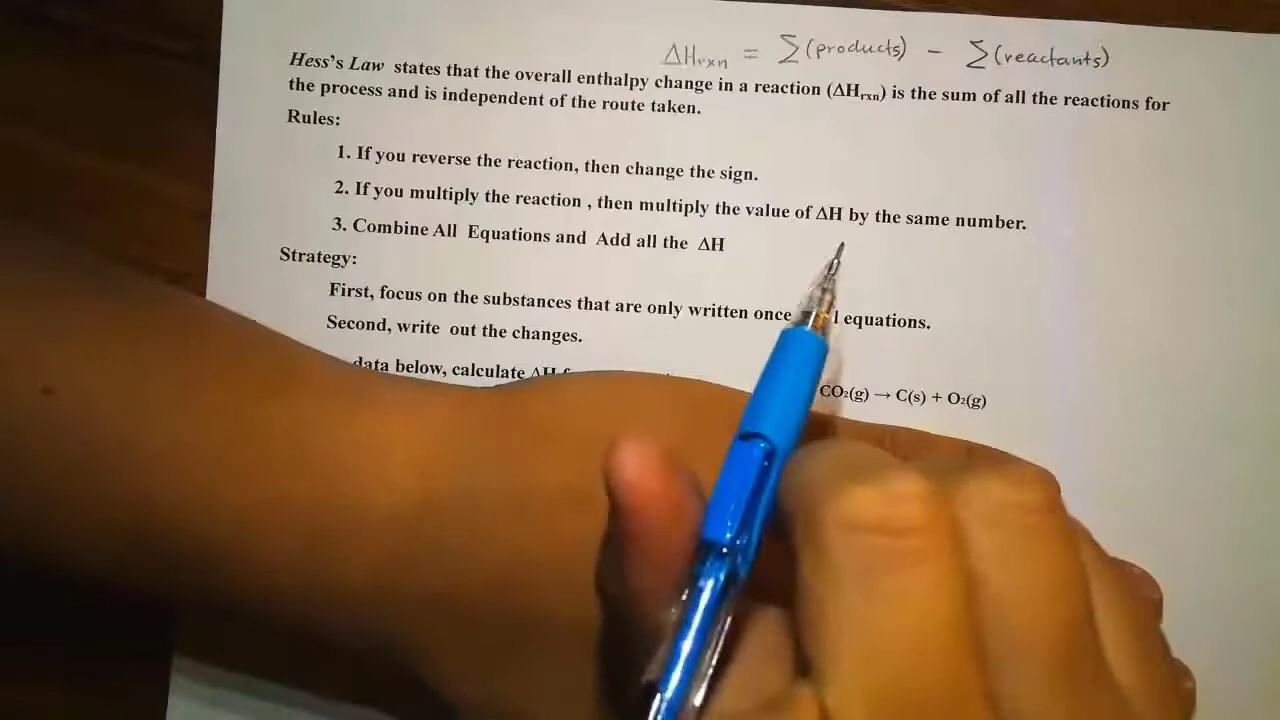 ΔHrxn = Σ(products) - Σ(reactants)
Hess's Law states that the overall enthalpy change in a reaction (ΔHrxn) is the sum of all the reactions for
the process and is independent of the route taken.
Rules:
1. If you reverse the reaction, then change the sign.
2. If you multiply the reaction , then multiply the value of ΔH by the same number.
3. Combine All Equations and Add all the ΔH
Strategy:
First, focus on the substances that are only written once equations.
Second, write out the changes.
data below, calculate ΔH CO₂(g) → C(s) + O₂(g)